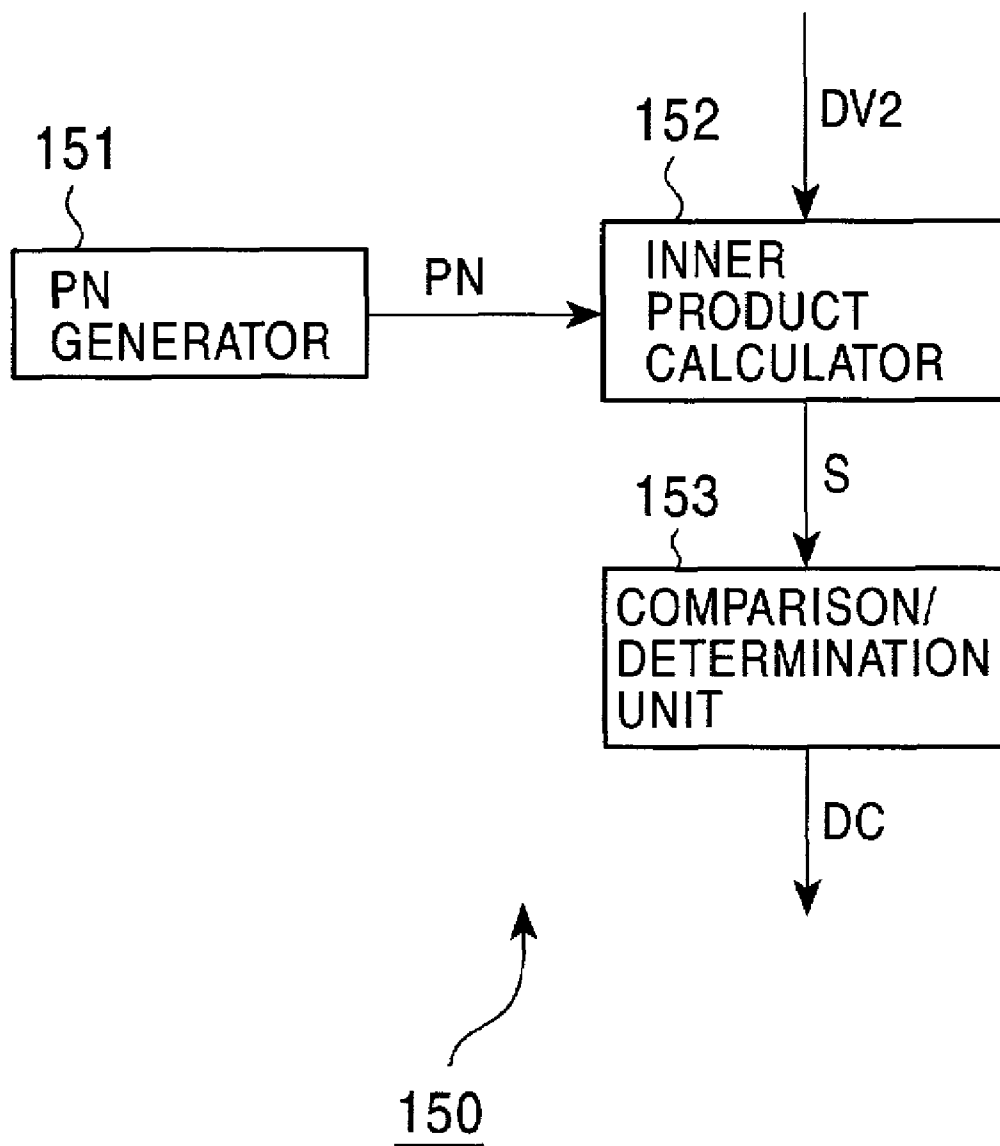 DV2
152
151
INNER
PRODUCT
CALCULATOR
PN
PN
GENERATOR
S
153
COMPARISON/
DETERMINATION
UNIT
DC
150